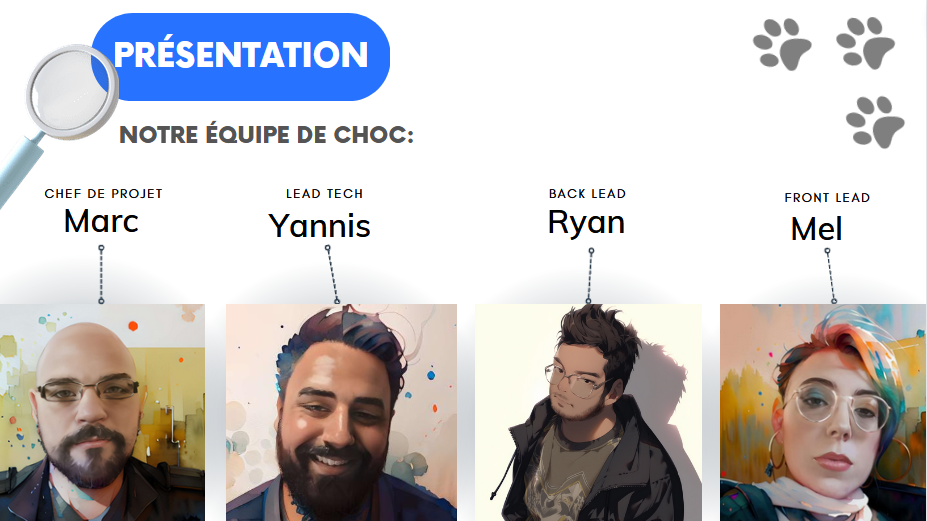 PRÉSENTATION
NOTRE ÉQUIPE DE CHOC:
CHEF DE PROJET
Marc
LEAD TECH
Yannis
BACK LEAD
Ryan
FRONT LEAD
Mel